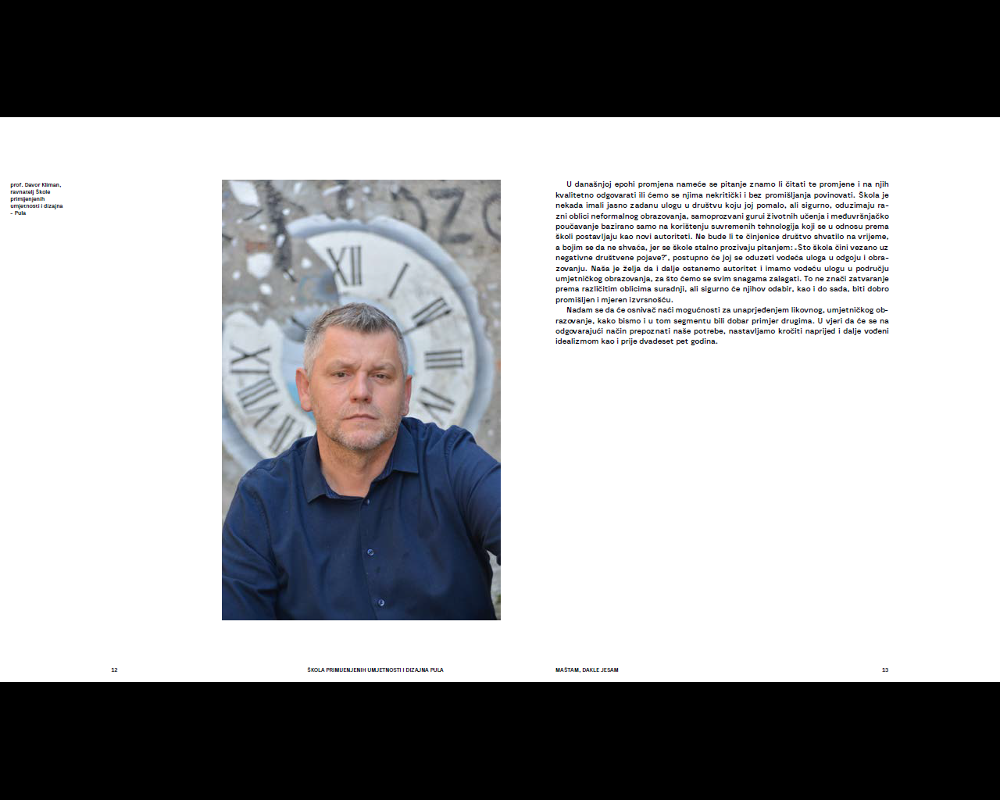 prof. Davor Kliman,
ravnatelj Škole
primijenjenih
umjetnosti i dizajna
– Pula
OZG
XII
I
III
IV
XI
VIII
VII
U današnjoj epohi promjena nameće se pitanje znamo li čitati te promjene i na njih
kvalitetno odgovarati ili ćemo se njima nekritički i bez promišljanja povinovati. Škola je
nekada imali jasno zadanu ulogu u društvu koju joj pomalo, ali sigurno, oduzimaju ra-
zni oblici neformalnog obrazovanja, samoprozvani gurui životnih učenja i međuvršnjačko
poučavanje bazirano samo na korištenju suvremenih tehnologija koji se u odnosu prema
školi postavljaju kao novi autoriteti. Ne bude li te činjenice društvo shvatilo na vrijeme,
a bojim se da ne shvaća, jer se škole stalno prozivaju pitanjem: „Što škola čini vezano uz
negativne društvene pojave?", postupno će joj se oduzeti vodeća uloga u odgoju i obra-
zovanju. Naša je želja da i dalje ostanemo autoritet i imamo vodeću ulogu u području
umjetničkog obrazovanja, za što ćemo se svim snagama zalagati. To ne znači zatvaranje
prema različitim oblicima suradnji, ali sigurno će njihov odabir, kao i do sada, biti dobro
promišljen i mjeren izvrsnošću.
Nadam se da će osnivač naći mogućnosti za unaprjeđenjem likovnog, umjetničkog ob-
razovanje, kako bismo i u tom segmentu bili dobar primjer drugima. U vjeri da će se na
odgovarajući način prepoznati naše potrebe, nastavljamo kročiti naprijed i dalje vođeni
idealizmom kao i prije dvadeset pet godina.
12
ŠKOLA PRIMIJENJENIH UMJETNOSTI I DIZAJNA PULA
MAŠTAM, DAKLE JESAM
13